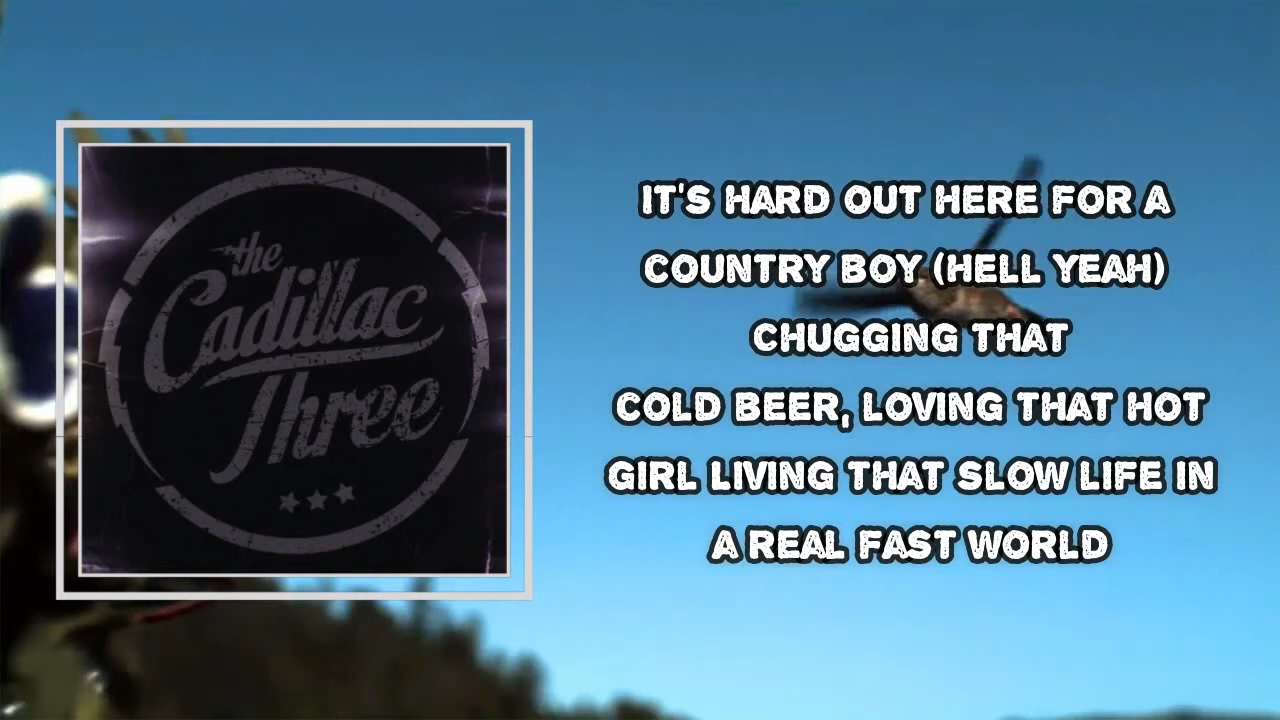 the
Cadillac
Three
IT'S HARD OUT HERE FOR A
COUNTRY BOY (HELL YEAH)
CHUGGING THAT
COLD BEER, LOVING THAT HOT
GIRL LIVING THAT SLOW LIFE IN
A REAL FAST WORLD